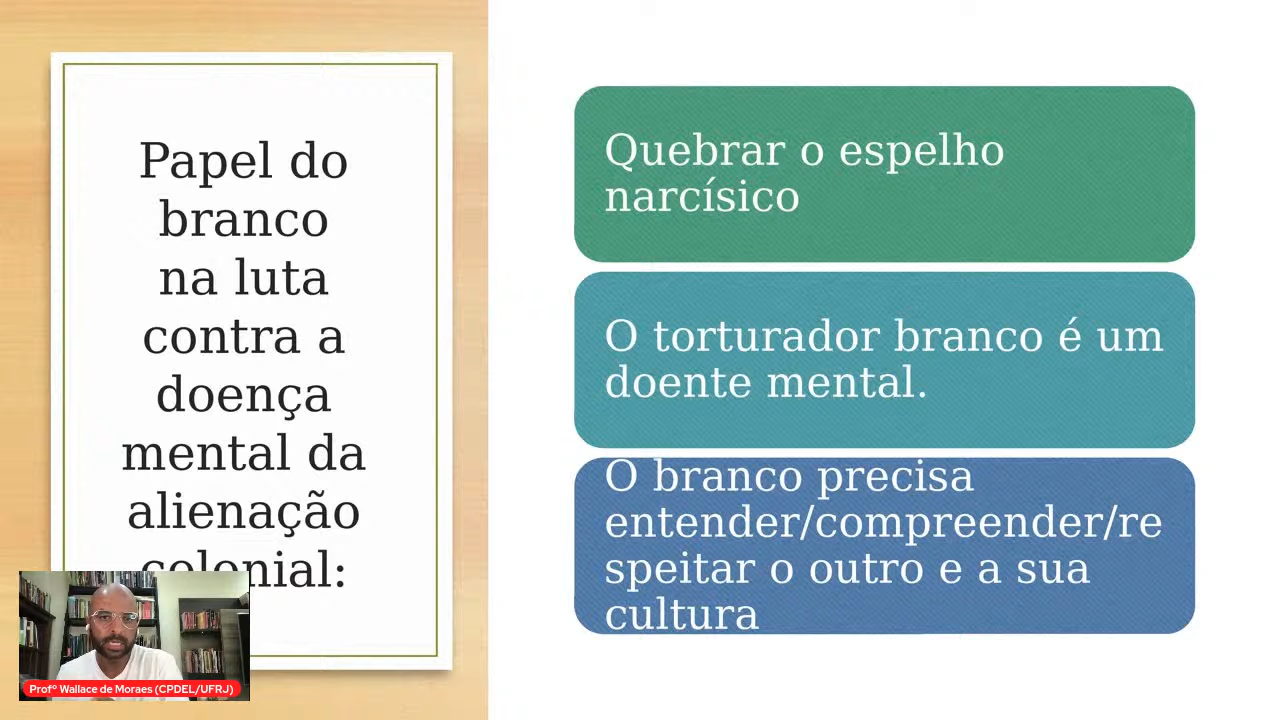 Papel do
branco
na luta
contra a
doença
mental da
alienação
colonial:
Quebrar o espelho
narcísico
O torturador branco é um
doente mental.
O branco precisa
entender/compreender/re
speitar o outro e a sua
cultura
Profº Wallace de Moraes (CPDEL/UFRJ)